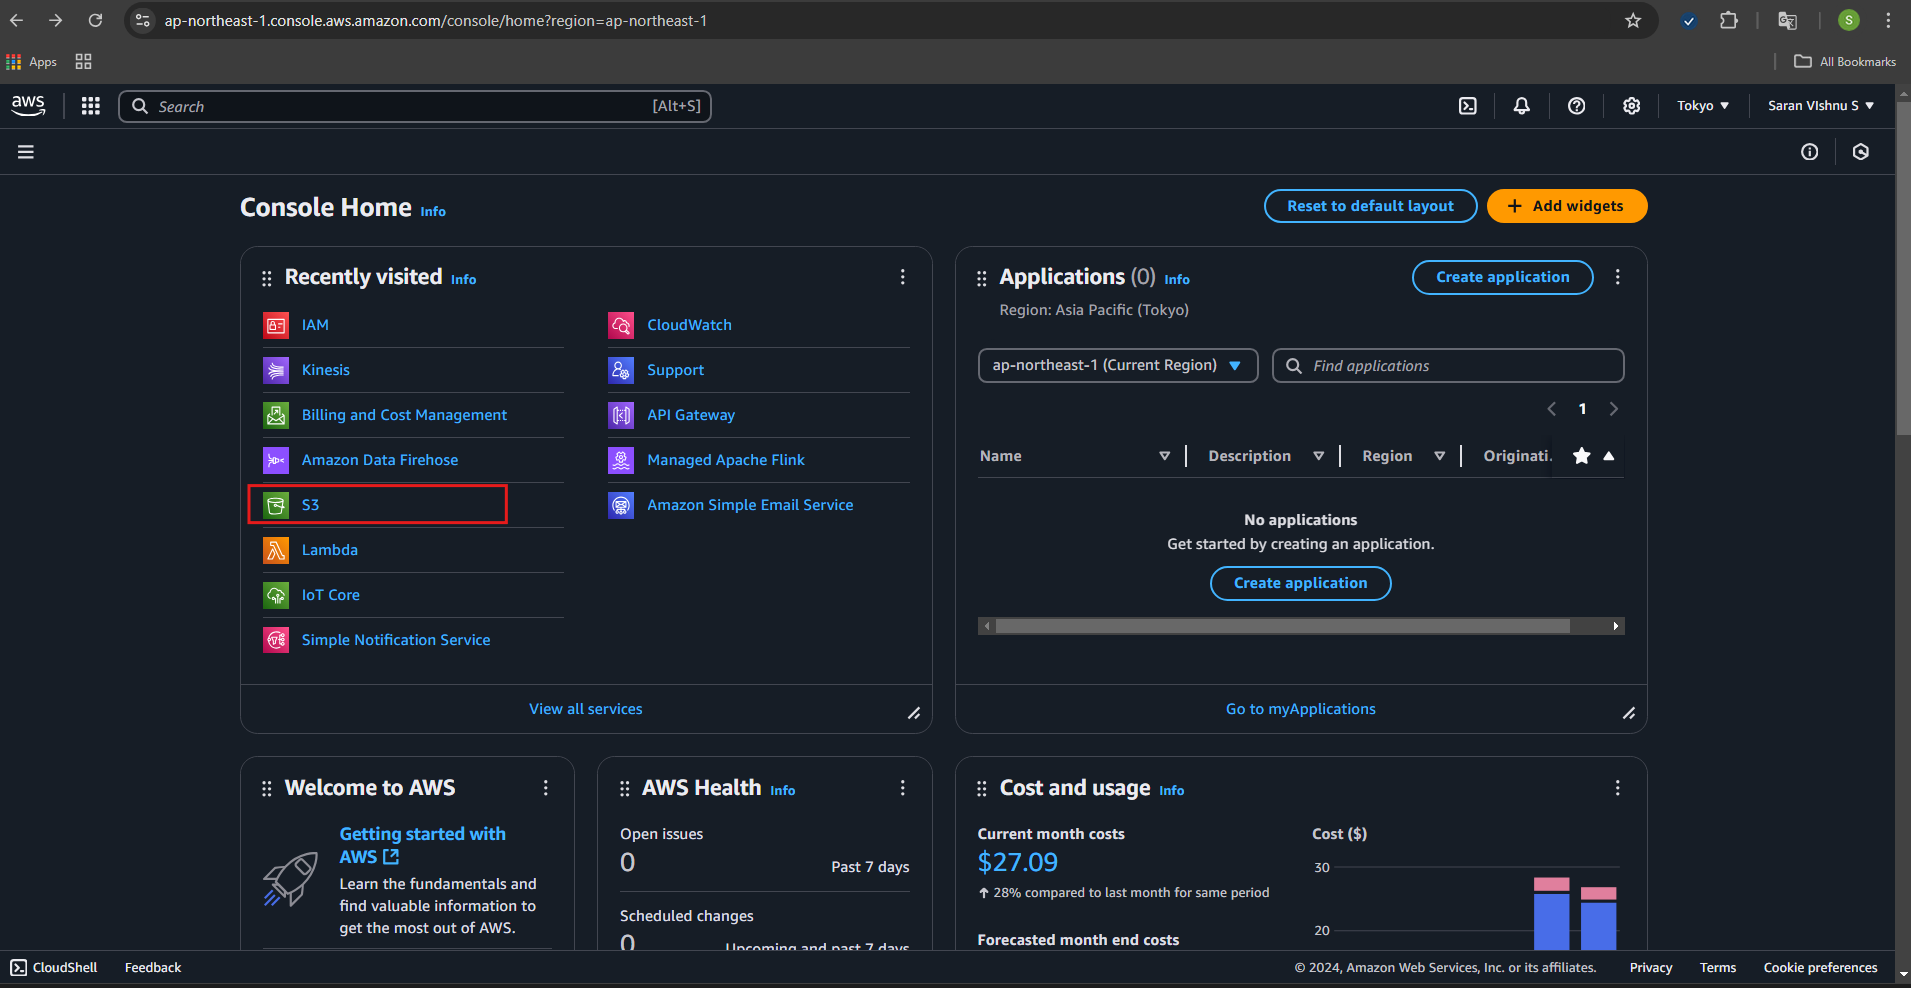 ap-northeast-1.console.aws.amazon.com/console/home?region=ap-northeast-1
S
Apps
All Bookmarks
aws
Search
[Alt+S]
Tokyo
Saran VIshnu S
Console Home Info
Reset to default layout
Add widgets
Recently visited Info
IAM
Kinesis
Billing and Cost Management
Amazon Data Firehose
S3
Lambda
IoT Core
Simple Notification Service
CloudWatch
Support
API Gateway
Managed Apache Flink
Amazon Simple Email Service
View all services
Applications (0) Info
Region: Asia Pacific (Tokyo)
Create application
ap-northeast-1 (Current Region)
Find applications
1
Name
Description
Region
Originati.
No applications
Get started by creating an application.
Create application
Go to myApplications
Welcome to AWS
Getting started with
AWS
Learn the fundamentals and
find valuable information to
get the most out of AWS.
AWS Health Info
Open issues
0
Past 7 days
Scheduled changes
0
Upcoming and past 7 days
Cost and usage Info
Current month costs
$27.09
28% compared to last month for same period
Forecasted month end costs
Cost ($)
30
20
CloudShell
Feedback
© 2024, Amazon Web Services, Inc. or its affiliates.
Privacy
Terms
Cookie preferences